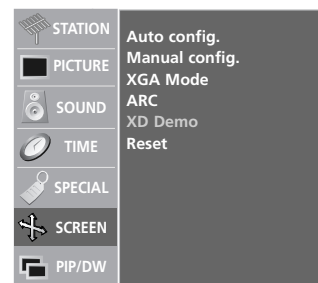 STATION
PICTURE
SOUND
TIME
SPECIAL
SCREEN
PIP/DW
Auto config.
Manual config.
XGA Mode
ARC
XD Demo
Reset